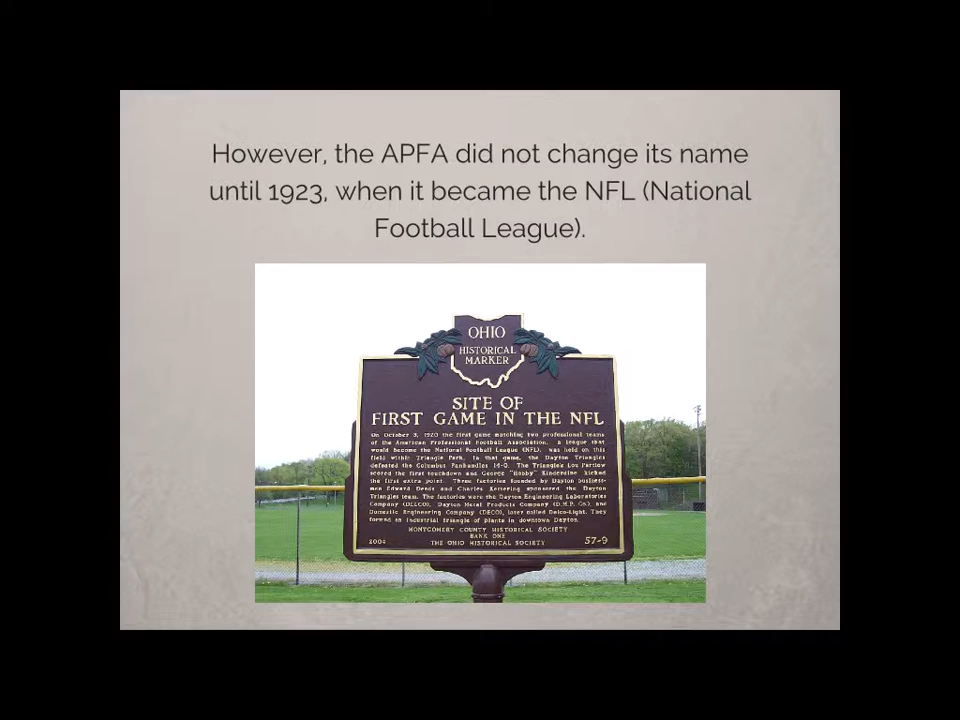 However, the APFA did not change its name
until 1923, when it became the NFL (National
Football League).
OHIO
HISTORICAL
MARKER
SITE OF
FIRST GAME IN THE NFL
On October 3, 1920 the first game matching two professional teams
of the American Professional Football Association, a league that
would become the National Football League (NFL), was held on this
field within Triangle Park. In that game, the Dayton Triangles
defeated the Columbus Panhandles 14-0. The Triangle's Lou Partlow
scored the first touchdown and George "Hobby" Kinderdine kicked
the first extra point. Three factories founded by Dayton business-
men Edward Deeds and Charles Kettering sponsored the Dayton
Triangles team. The factories were the Dayton Engineering Laboratories
Company (DELCO), Dayton Metal Products Company (D.M.P. Co.), and
Domestic Engineering Company (DECO), later called Delco-Light. They
formed an industrial triangle of plants in downtown Dayton.
MONTGOMERY COUNTY HISTORICAL SOCIETY
BANK ONE
THE OHIO HISTORICAL SOCIETY
2004
57-9